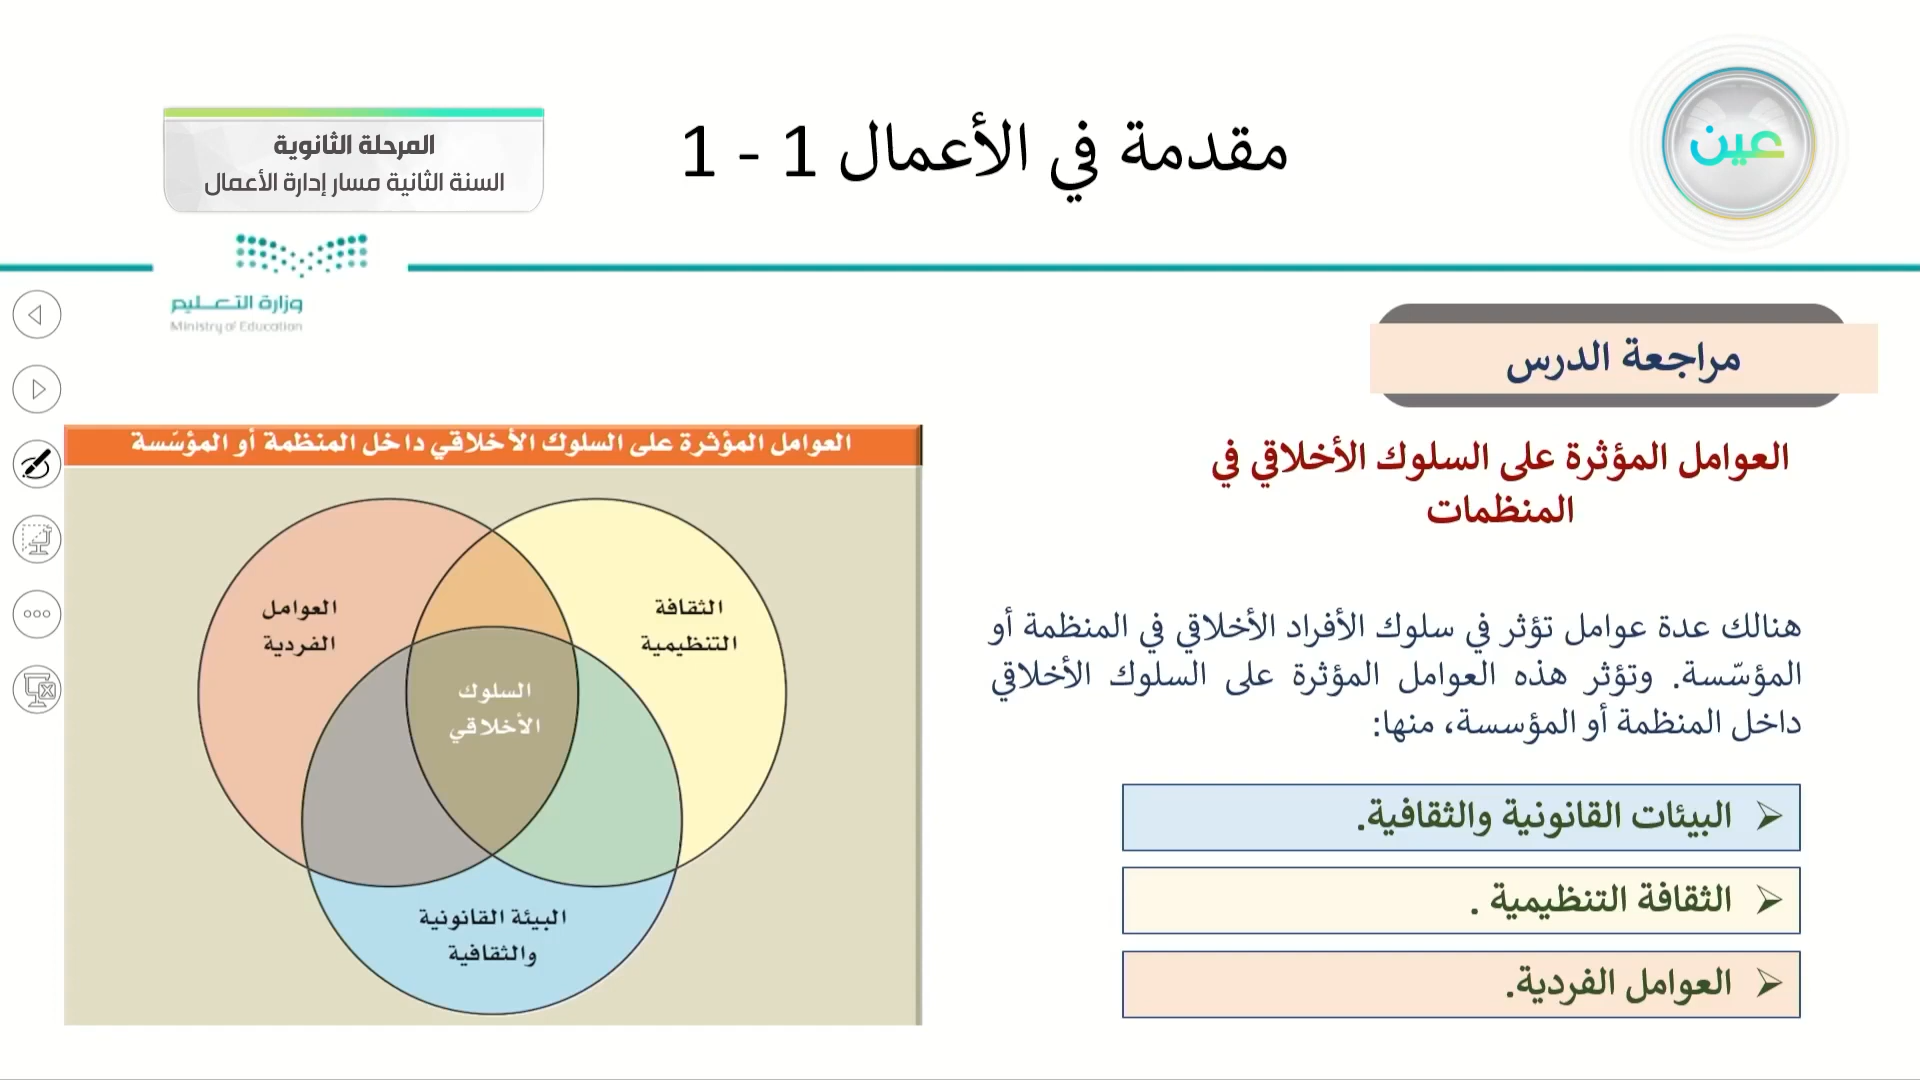 عين
مقدمة في الأعمال 1 - 1
المرحلة الثانوية
السنة الثانية مسار إدارة الأعمال
وزارة التعليم
Ministry of Education
مراجعة الدرس
العوامل المؤثرة على السلوك الأخلاقي في
المنظمات
هنالك عدة عوامل تؤثر في سلوك الأفراد الأخلاقي في المنظمة أو
المؤسّسة. وتؤثر هذه العوامل المؤثرة على السلوك الأخلاقي
داخل المنظمة أو المؤسسة، منها:
البيئات القانونية والثقافية.
الثقافة التنظيمية .
العوامل الفردية.
العوامل المؤثرة على السلوك الأخلاقي داخل المنظمة أو المؤسّسة
الثقافة
التنظيمية
العوامل
الفردية
السلوك
الأخلاقي
البيئة القانونية
والثقافية